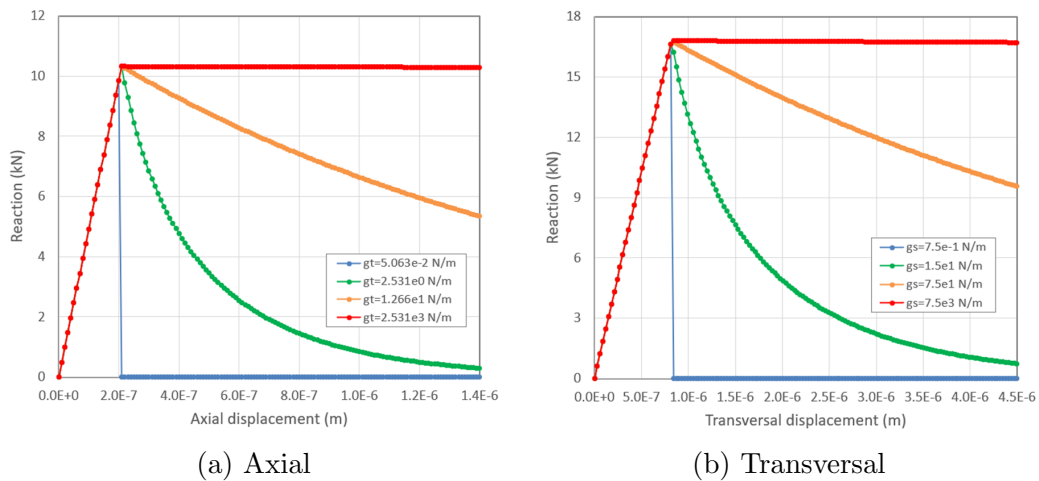 12
10
8
6
4
2
0
Reaction (kN)
gt=5.063e-2 N/m
gt=2.531e0 N/m
gt=1.266e1 N/m
gt=2.531e3 N/m
0.0E+0 2.0E-7 4.0E-7 6.0E-7 8.0E-7 1.0E-6 1.2E-6 1.4E-6
Axial displacement (m)
(a) Axial
18
15
12
9
6
3
0
Reaction (kN)
gs=7.5e-1 N/m
gs=1.5e1 N/m
gs=7.5e1 N/m
gs=7.5e3 N/m
0.0E+0 5.0E-7 1.0E-6 1.5E-6 2.0E-6 2.5E-6 3.0E-6 3.5E-6 4.0E-6 4.5E-6
Transversal displacement (m)
(b) Transversal